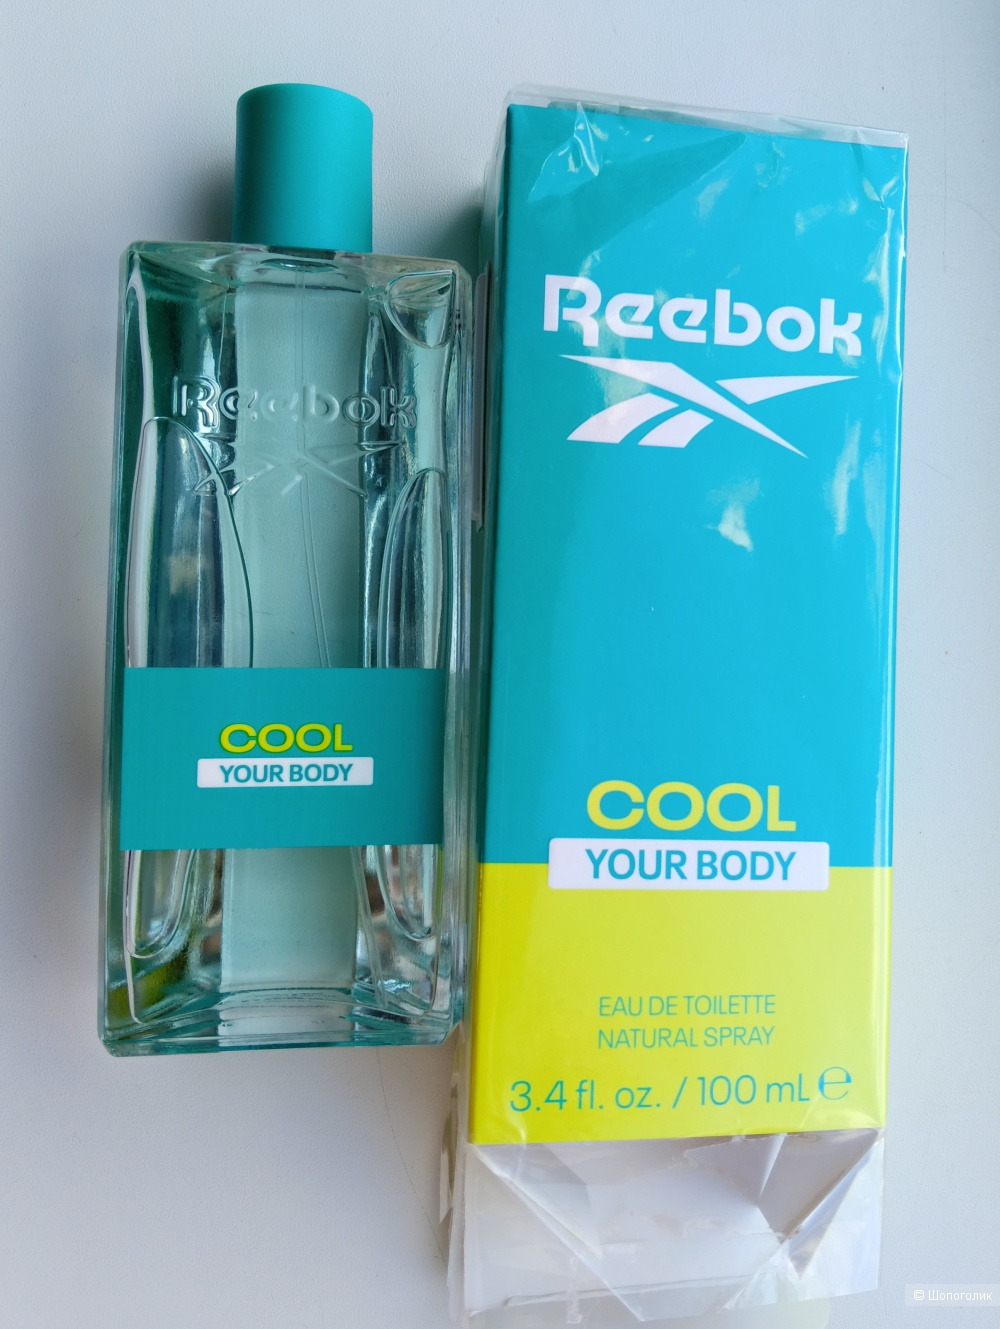 Reebok
COOL
YOUR BODY
Reebok
COOL
YOUR BODY
EAU DE TOILETTE
NATURAL SPRAY
3.4 fl. oz. / 100 mL ℮
© Шопоголик